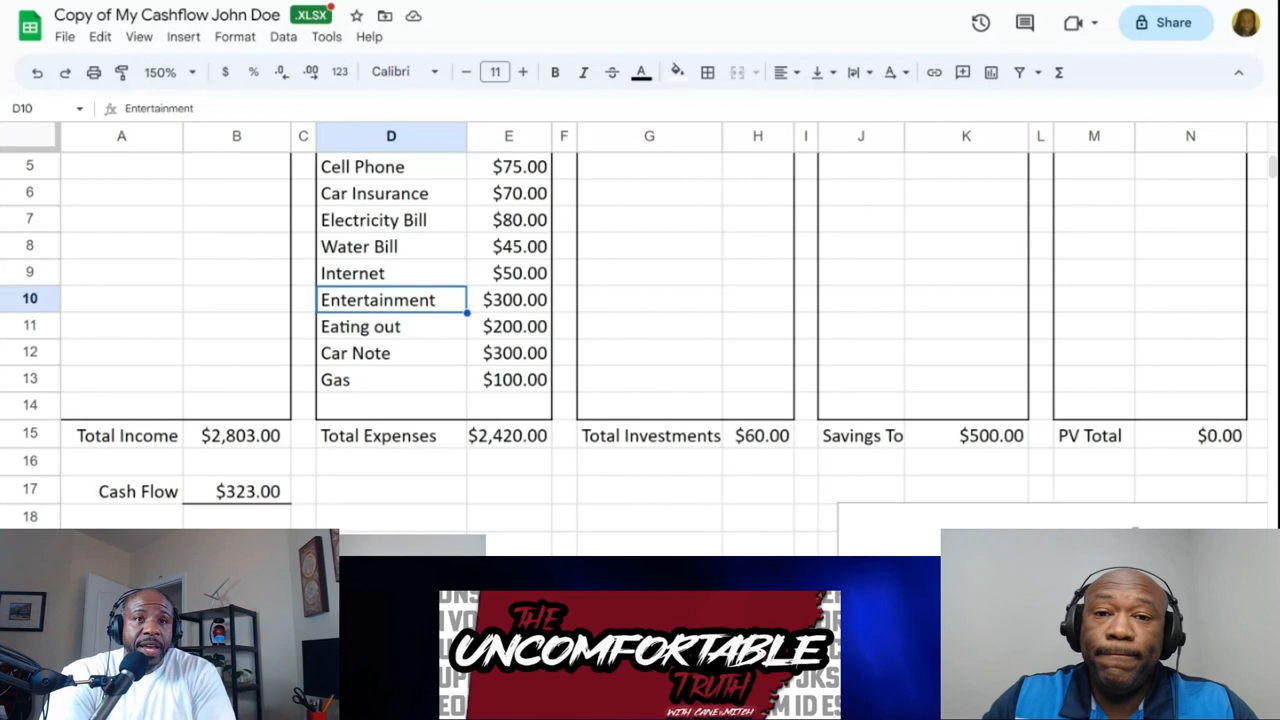 Copy of My Cashflow John Doe .XLSX
File Edit View Insert Format Data Tools Help
Share
150% $ % .0 .00 123 Calibri 11 B I A
D10 fx Entertainment
A B C D E F G H I J K L M N
5 Cell Phone $75.00
6 Car Insurance $70.00
7 Electricity Bill $80.00
8 Water Bill $45.00
9 Internet $50.00
10 Entertainment $300.00
11 Eating out $200.00
12 Car Note $300.00
13 Gas $100.00
14
15 Total Income $2,803.00 Total Expenses $2,420.00 Total Investments $60.00 Savings To $500.00 PV Total $0.00
16
17 Cash Flow $323.00
18
THE
UNCOMFORTABLE
TRUTH
WITH CANE & MITCH